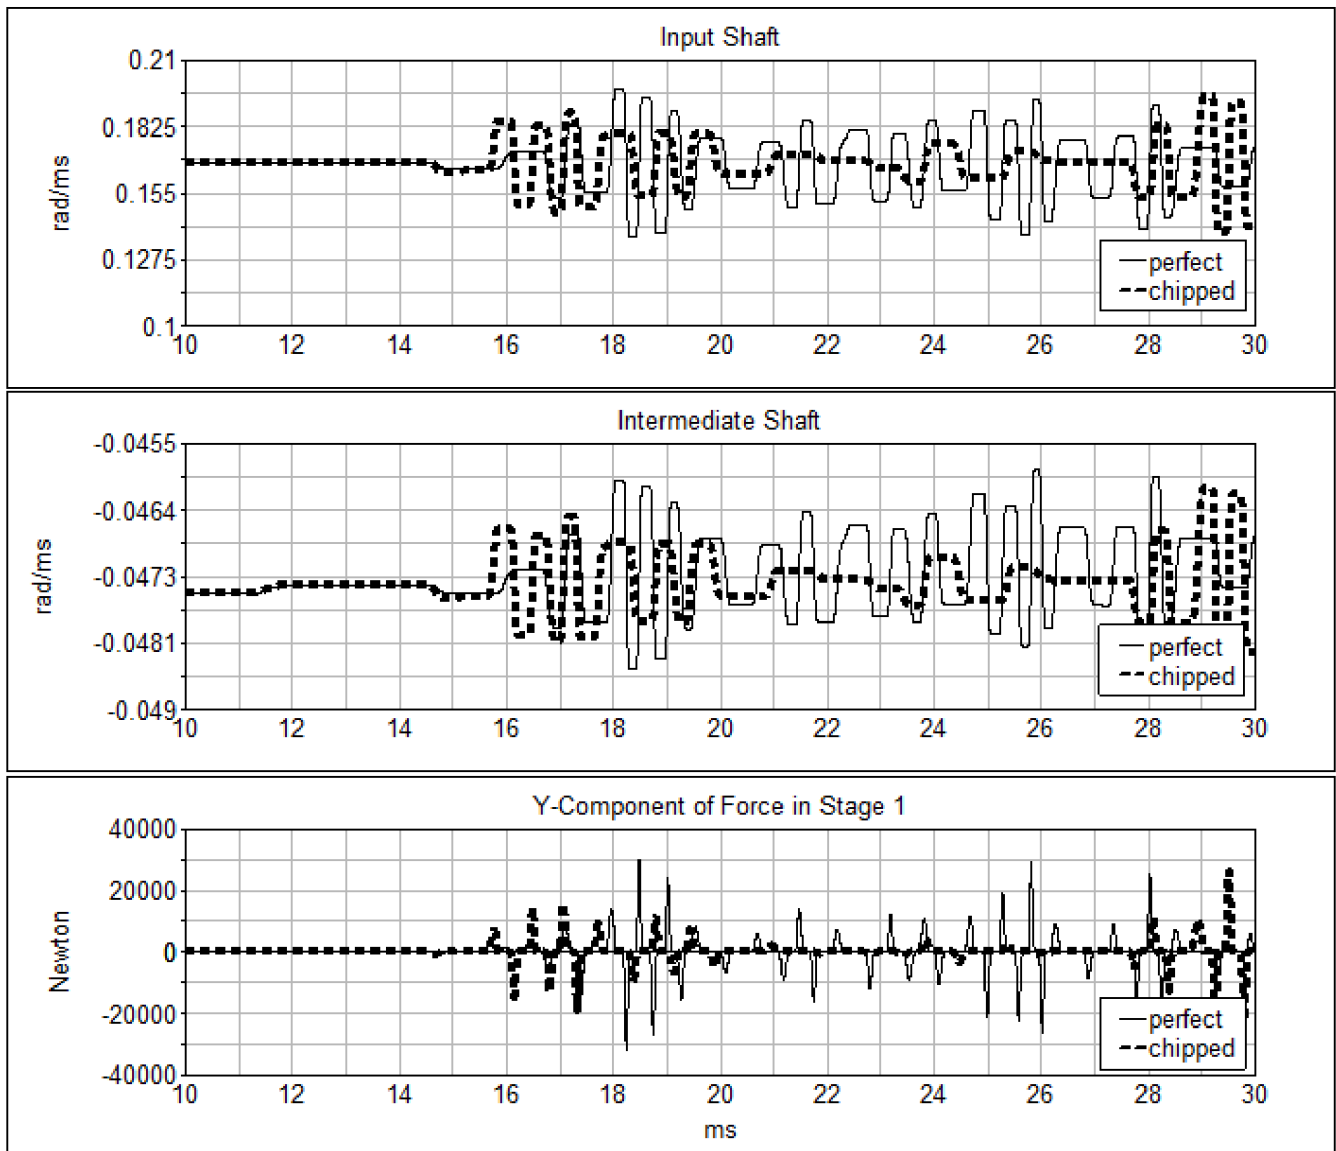 Input Shaft
0.21
0.1825
0.155
0.1275
0.1
rad/ms
10 12 14 16 18 20 22 24 26 28 30
perfect
chipped
Intermediate Shaft
-0.0455
-0.0464
-0.0473
-0.0481
-0.049
rad/ms
10 12 14 16 18 20 22 24 26 28 30
perfect
chipped
Y-Component of Force in Stage 1
40000
20000
0
-20000
-40000
Newton
10 12 14 16 18 20 22 24 26 28 30
ms
perfect
chipped